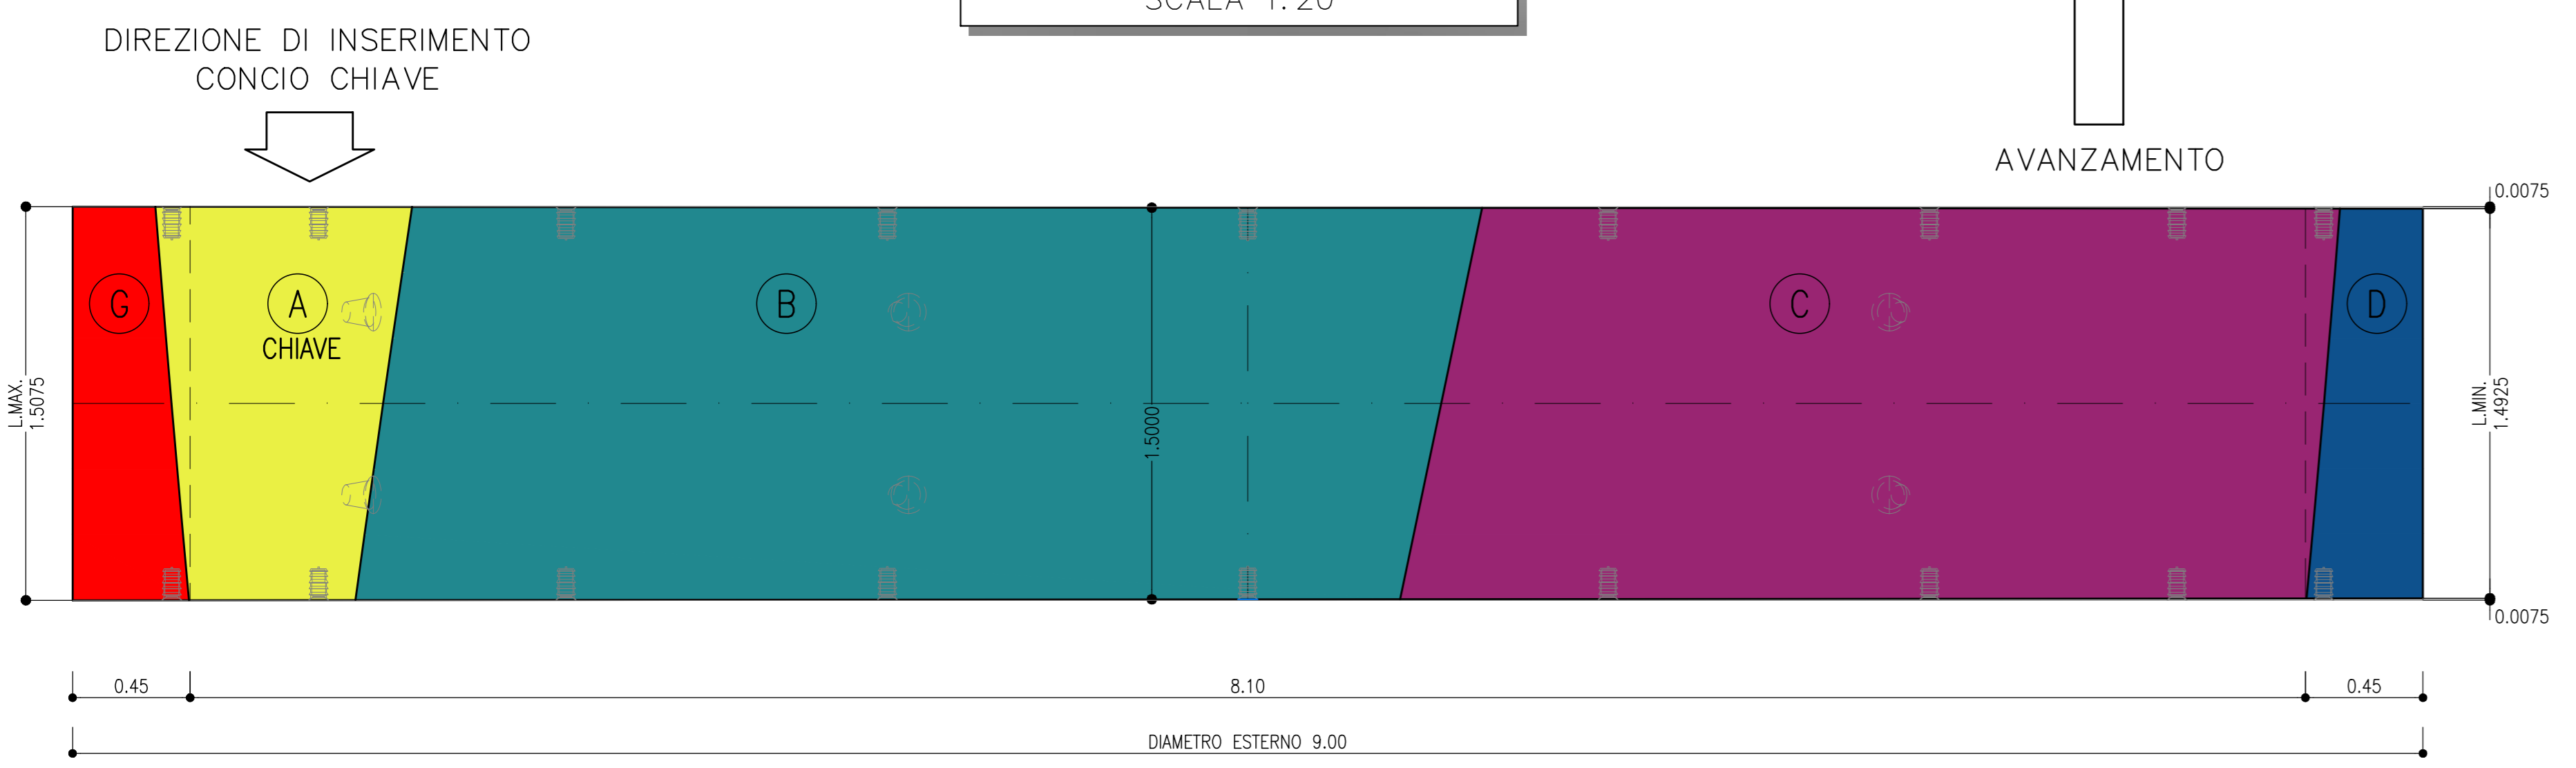 SCALA 1:20
DIREZIONE DI INSERIMENTO
CONCIO CHIAVE
AVANZAMENTO
0.0075
G
A
CHIAVE
B
C
D
L.MAX.
1.5075
1.5000
L.MIN.
1.4925
0.0075
0.45
8.10
0.45
DIAMETRO ESTERNO 9.00